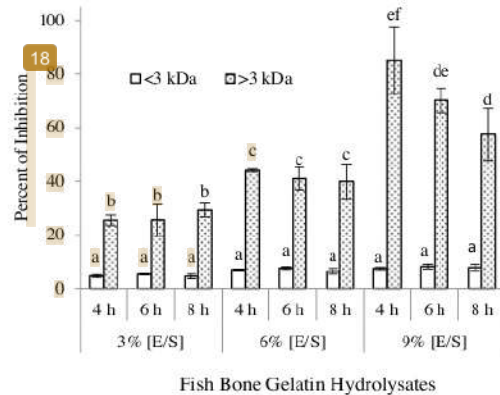 18
Percent of Inhibition
100
80
60
40
20
0
<3 kDa >3 kDa
a b a b a b
a c a c a c
a ef a de a d
4 h 6 h 8 h 4 h 6 h 8 h 4 h 6 h 8 h
3% [E/S] 6% [E/S] 9% [E/S]
Fish Bone Gelatin Hydrolysates